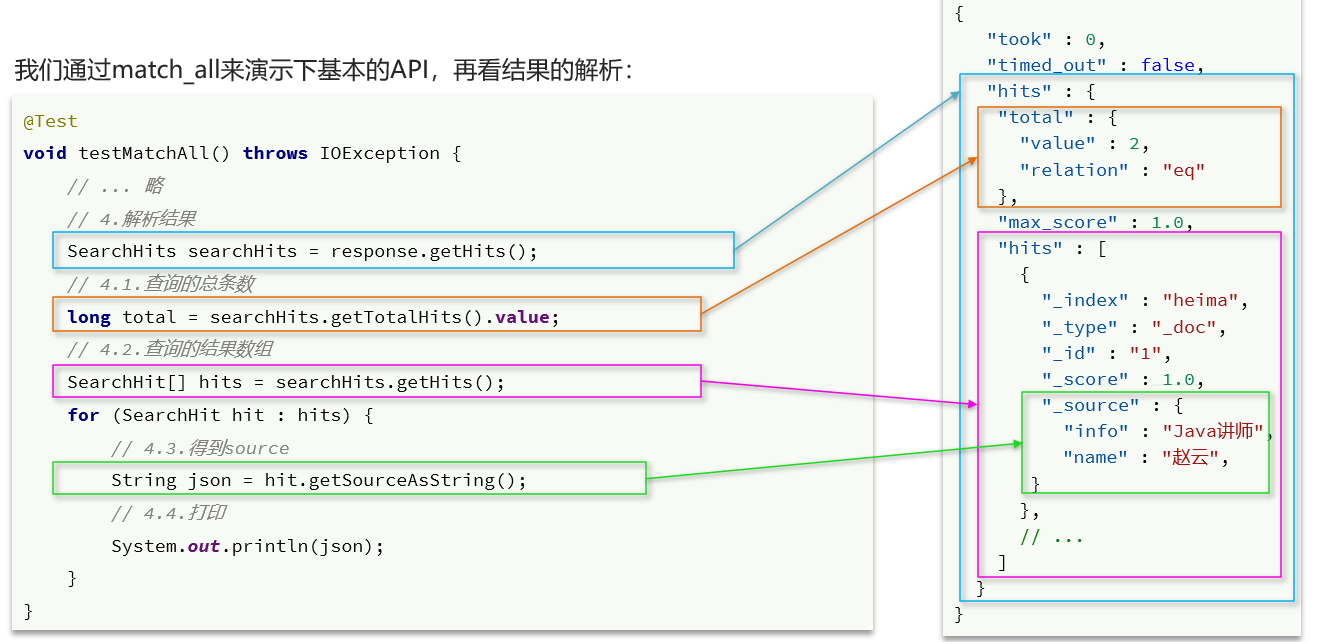 我们通过match_all来演示下基本的API，再看结果的解析：
@Test
void testMatchAll() throws IOException {
    // ... 略
    // 4.解析结果
    SearchHits searchHits = response.getHits();
    // 4.1.查询的总条数
    long total = searchHits.getTotalHits().value;
    // 4.2.查询的结果数组
    SearchHit[] hits = searchHits.getHits();
    for (SearchHit hit : hits) {
        // 4.3.得到source
        String json = hit.getSourceAsString();
        // 4.4.打印
        System.out.println(json);
    }
}
{
  "took" : 0,
  "timed_out" : false,
  "hits" : {
    "total" : {
      "value" : 2,
      "relation" : "eq"
    },
    "max_score" : 1.0,
    "hits" : [
      {
        "_index" : "heima",
        "_type" : "_doc",
        "_id" : "1",
        "_score" : 1.0,
        "_source" : {
          "info" : "Java讲师",
          "name" : "赵云",
        }
      },
      // ...
    ]
  }
}